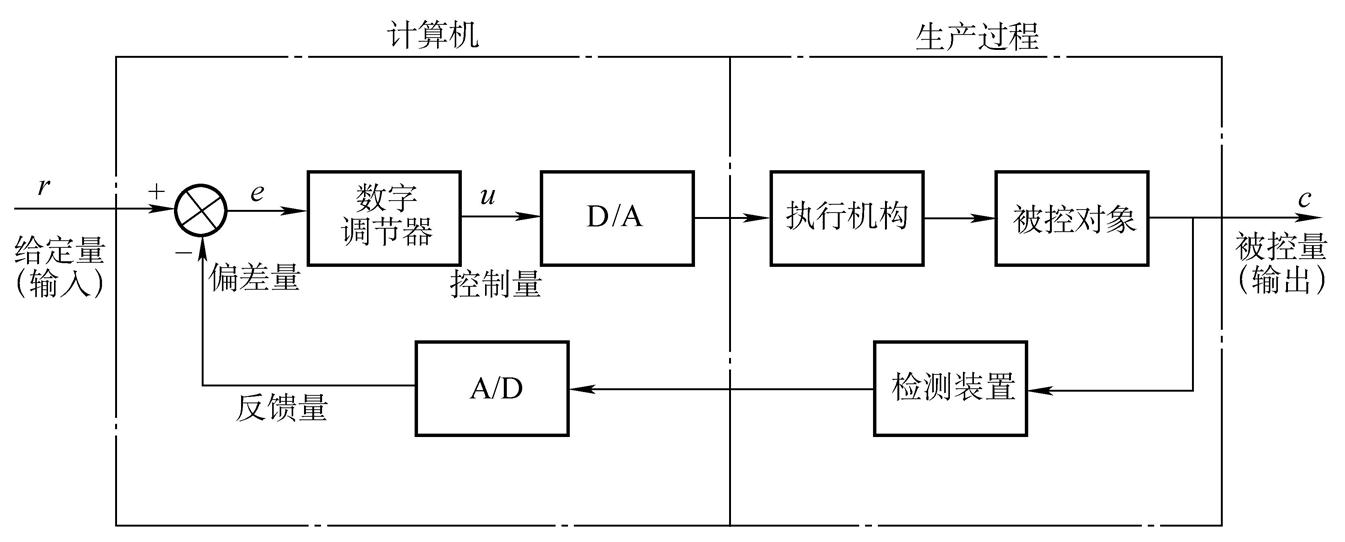 计算机
生产过程
r
+
e
数字
调节器
u
D/A
执行机构
被控对象
c
给定量
(输入)
−
偏差量
控制量
被控量
(输出)
A/D
检测装置
反馈量